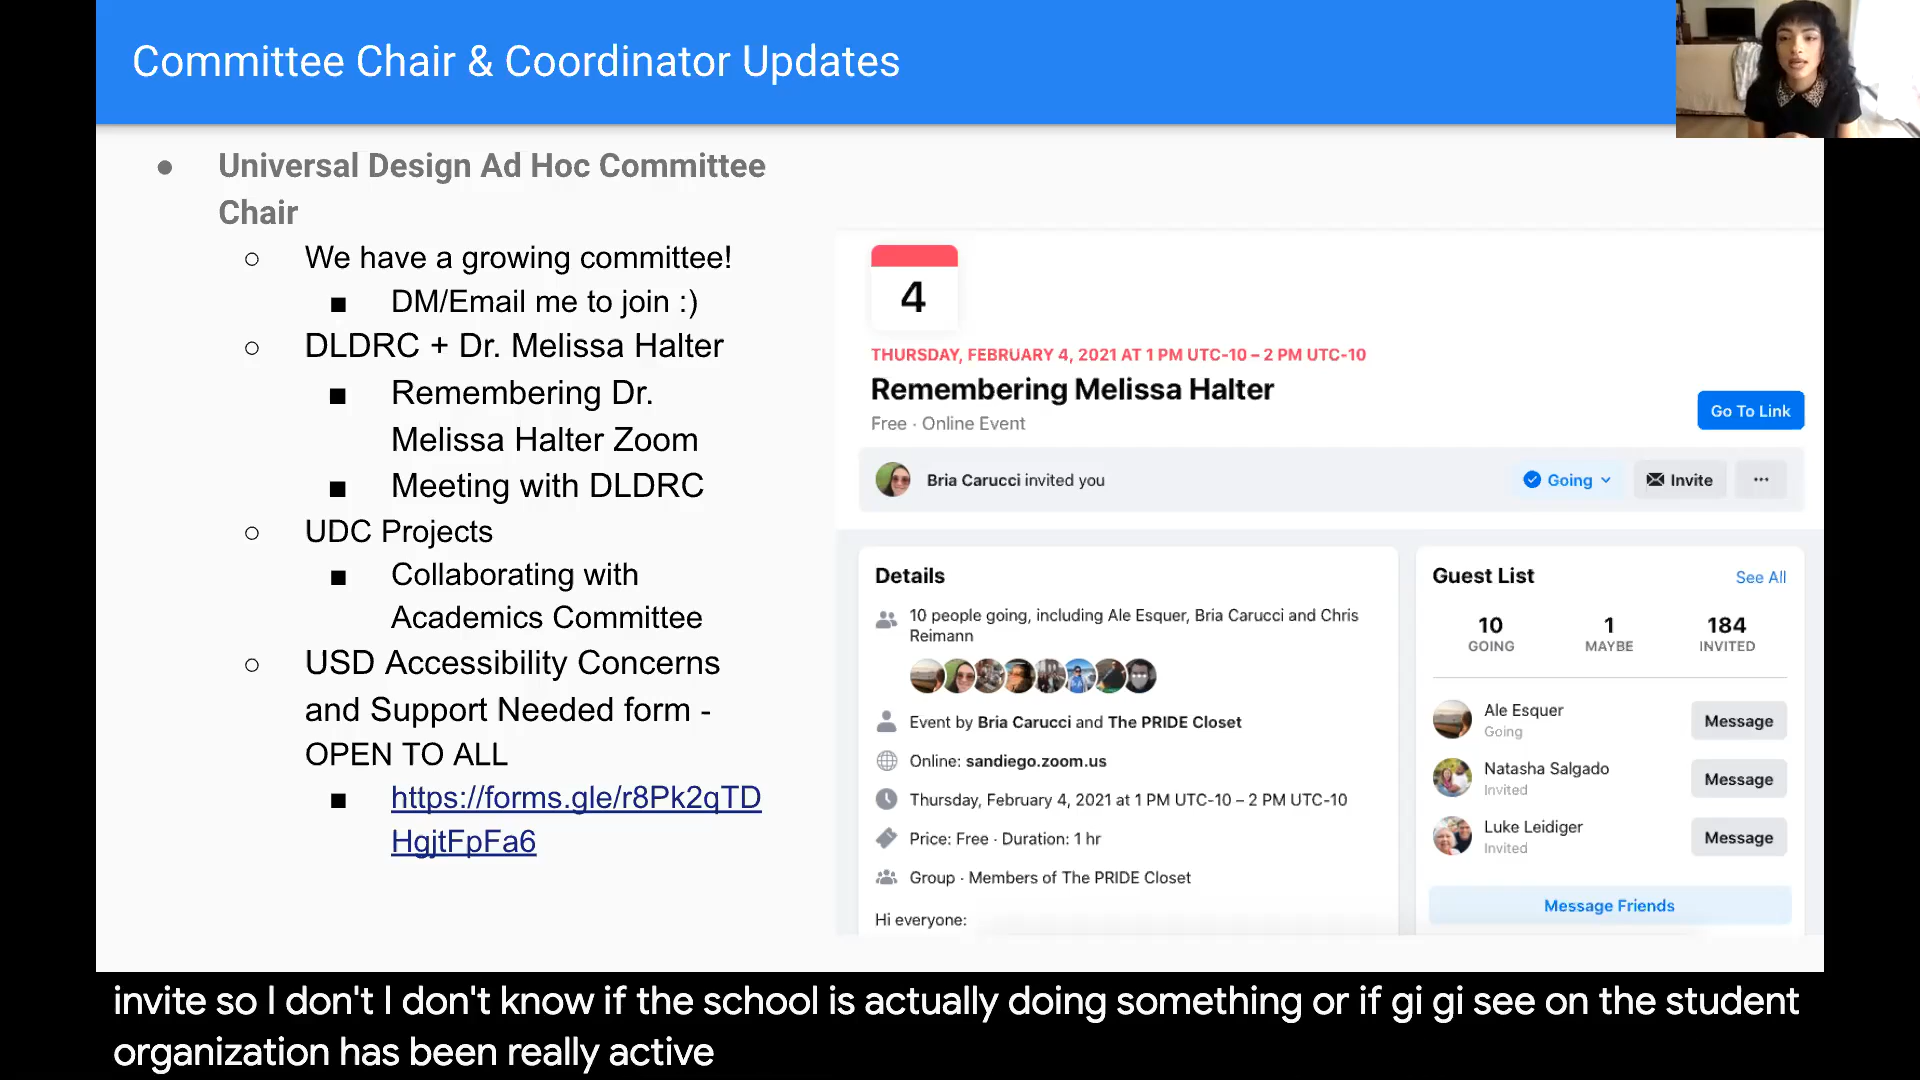 Committee Chair & Coordinator Updates
● Universal Design Ad Hoc Committee
Chair
○ We have a growing committee!
■ DM/Email me to join :)
○ DLDRC + Dr. Melissa Halter
■ Remembering Dr.
Melissa Halter Zoom
■ Meeting with DLDRC
○ UDC Projects
■ Collaborating with
Academics Committee
○ USD Accessibility Concerns
and Support Needed form -
OPEN TO ALL
■ https://forms.gle/r8Pk2qTD
HgjtFpFa6
4
THURSDAY, FEBRUARY 4, 2021 AT 1 PM UTC-10 – 2 PM UTC-10
Remembering Melissa Halter
Free · Online Event
Go To Link
Bria Carucci invited you
Going
Invite
...
Details
10 people going, including Ale Esquer, Bria Carucci and Chris
Reimann
Event by Bria Carucci and The PRIDE Closet
Online: sandiego.zoom.us
Thursday, February 4, 2021 at 1 PM UTC-10 – 2 PM UTC-10
Price: Free · Duration: 1 hr
Group · Members of The PRIDE Closet
Hi everyone:
Guest List
See All
10 1 184
GOING MAYBE INVITED
Ale Esquer
Going
Message
Natasha Salgado
Invited
Message
Luke Leidiger
Invited
Message
Message Friends
invite so I don't I don't know if the school is actually doing something or if gi gi see on the student
organization has been really active